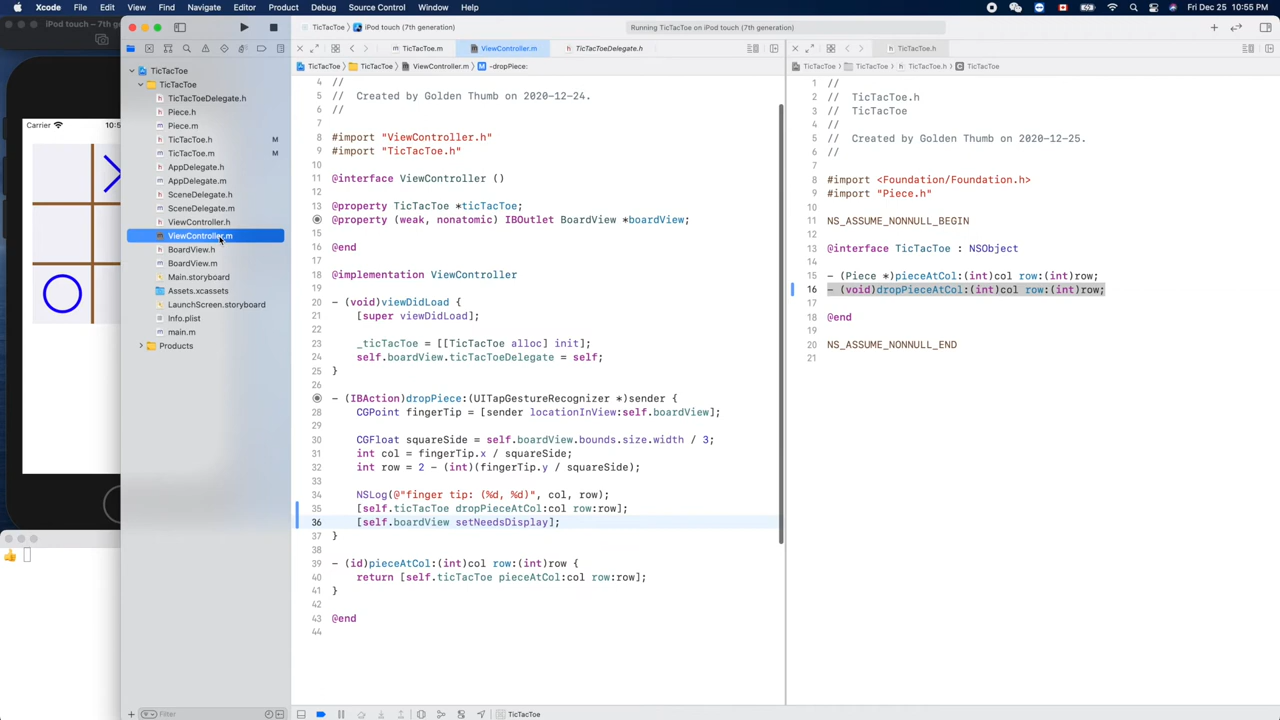 Xcode File Edit View Find Navigate Editor Product Debug Source Control Window Help Fri Dec 25 10:55 PM
iPod touch — 7th gen
TicTacToe iPod touch (7th generation)
Running TicTacToe on iPod touch (7th generation)
TicTacToe.m ViewController.m TicTacToeDelegate.h
TicTacToe.h
TicTacToe TicTacToe ViewController.m -dropPiece:
TicTacToe TicTacToe TicTacToe.h TicTacToe
Carrier 10:5
TicTacToe
TicTacToe
TicTacToeDelegate.h
Piece.h
Piece.m
TicTacToe.h M
TicTacToe.m M
AppDelegate.h
AppDelegate.m
SceneDelegate.h
SceneDelegate.m
ViewController.h
ViewController.m
BoardView.h
BoardView.m
Main.storyboard
Assets.xcassets
LaunchScreen.storyboard
Info.plist
main.m
Products
Filter
4 //
5 // Created by Golden Thumb on 2020-12-24.
6 //
7
8 #import "ViewController.h"
9 #import "TicTacToe.h"
10
11 @interface ViewController ()
12
13 @property TicTacToe *ticTacToe;
@property (weak, nonatomic) IBOutlet BoardView *boardView;
15
16 @end
17
18 @implementation ViewController
19
20 - (void)viewDidLoad {
21 [super viewDidLoad];
22
23 _ticTacToe = [[TicTacToe alloc] init];
24 self.boardView.ticTacToeDelegate = self;
25 }
26
- (IBAction)dropPiece:(UITapGestureRecognizer *)sender {
28 CGPoint fingerTip = [sender locationInView:self.boardView];
29
30 CGFloat squareSide = self.boardView.bounds.size.width / 3;
31 int col = fingerTip.x / squareSide;
32 int row = 2 - (int)(fingerTip.y / squareSide);
33
34 NSLog(@"finger tip: (%d, %d)", col, row);
35 [self.ticTacToe dropPieceAtCol:col row:row];
36 [self.boardView setNeedsDisplay];
37 }
38
39 - (id)pieceAtCol:(int)col row:(int)row {
40 return [self.ticTacToe pieceAtCol:col row:row];
41 }
42
43 @end
44
1 //
2 // TicTacToe.h
3 // TicTacToe
4 //
5 // Created by Golden Thumb on 2020-12-25.
6 //
7
8 #import <Foundation/Foundation.h>
9 #import "Piece.h"
10
11 NS_ASSUME_NONNULL_BEGIN
12
13 @interface TicTacToe : NSObject
14
15 - (Piece *)pieceAtCol:(int)col row:(int)row;
16 - (void)dropPieceAtCol:(int)col row:(int)row;
17
18 @end
19
20 NS_ASSUME_NONNULL_END
21
TicTacToe